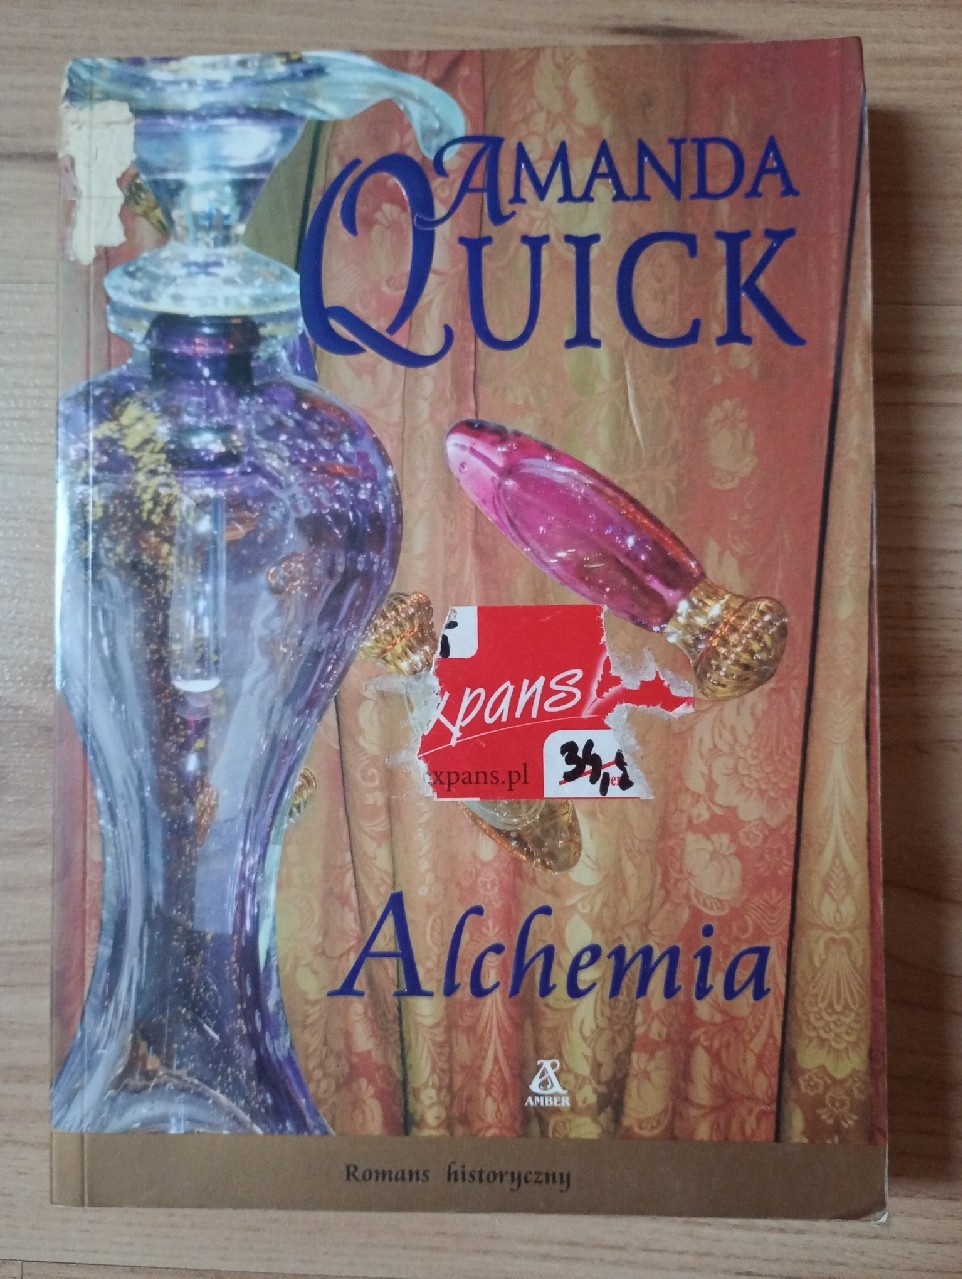 AMANDA
QUICK
xpans
xpans.pl
Alchemia
AMBER
Romans historyczny